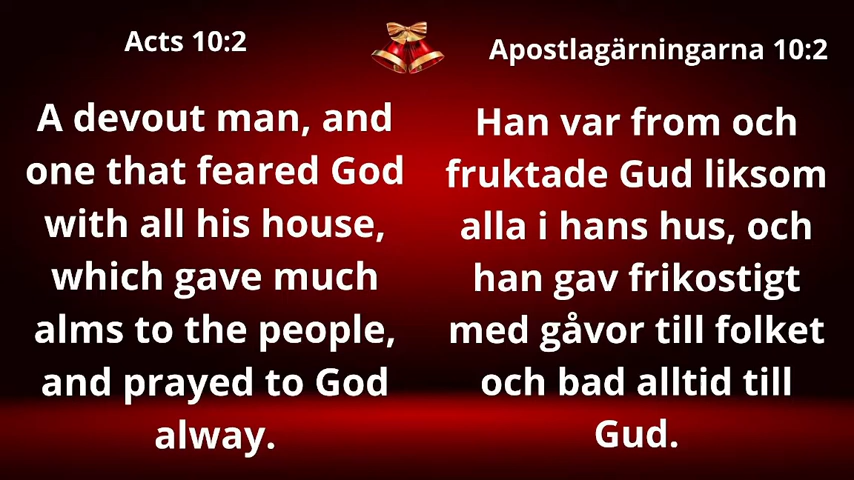 Acts 10:2
A devout man, and
one that feared God
with all his house,
which gave much
alms to the people,
and prayed to God
alway.
Apostlagärningarna 10:2
Han var from och
fruktade Gud liksom
alla i hans hus, och
han gav frikostigt
med gåvor till folket
och bad alltid till
Gud.